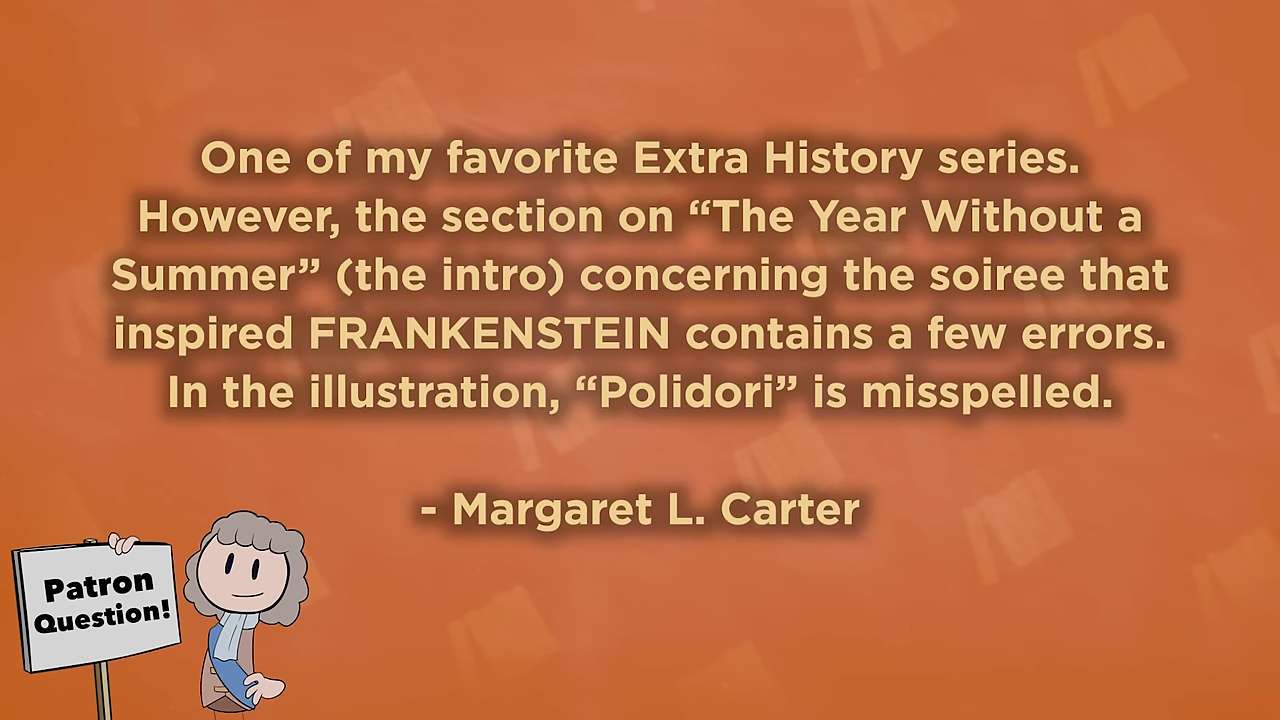 One of my favorite Extra History series.
However, the section on “The Year Without a
Summer” (the intro) concerning the soiree that
inspired FRANKENSTEIN contains a few errors.
In the illustration, “Polidori” is misspelled.
- Margaret L. Carter
Patron
Question!